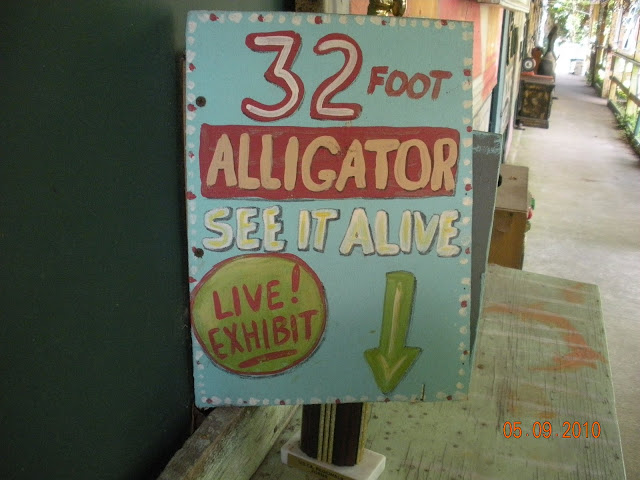 32 FOOT
ALLIGATOR
SEE IT ALIVE
LIVE!
EXHIBIT
05.09.2010